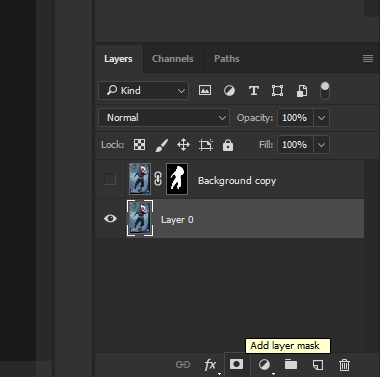 Layers Channels Paths
Kind T
Normal Opacity: 100%
Lock: Fill: 100%
Background copy
Layer 0
Add layer mask
fx